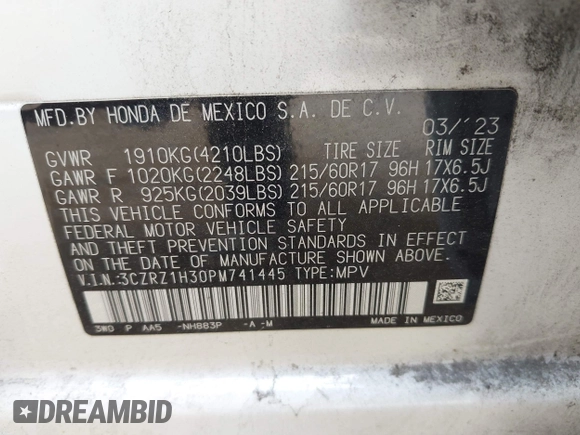 MFD.BY HONDA DE MEXICO S.A. DE C.V.
03/'23
GVWR 1910KG(4210LBS) TIRE SIZE RIM SIZE
GAWR F 1020KG(2248LBS) 215/60R17 96H 17X6.5J
GAWR R 925KG(2039LBS) 215/60R17 96H 17X6.5J
THIS VEHICLE CONFORMS TO ALL APPLICABLE
FEDERAL MOTOR VEHICLE SAFETY
AND THEFT PREVENTION STANDARDS IN EFFECT
ON THE DATE OF MANUFACTURE SHOWN ABOVE.
V.I.N:3CZRZ1H30PM741445 TYPE:MPV
3W0 P AA5 -NH883P -A-M MADE IN MEXICO
DREAMBID